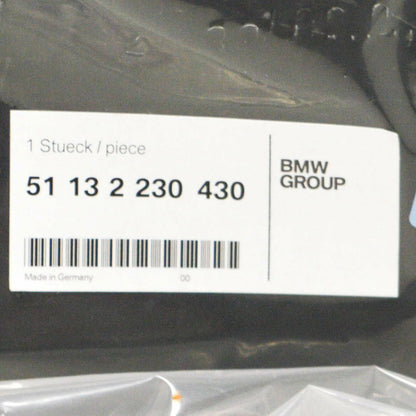 1 Stueck / piece
51 13 2 230 430
Made in Germany 00
BMW
GROUP